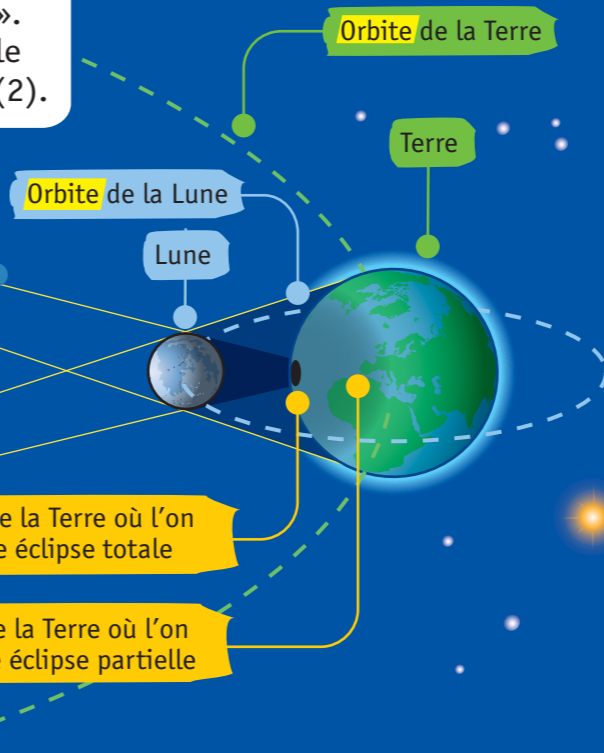 ».
le
(2).
Orbite de la Terre
Terre
Orbite de la Lune
Lune
e la Terre où l'on
e éclipse totale
e la Terre où l'on
e éclipse partielle